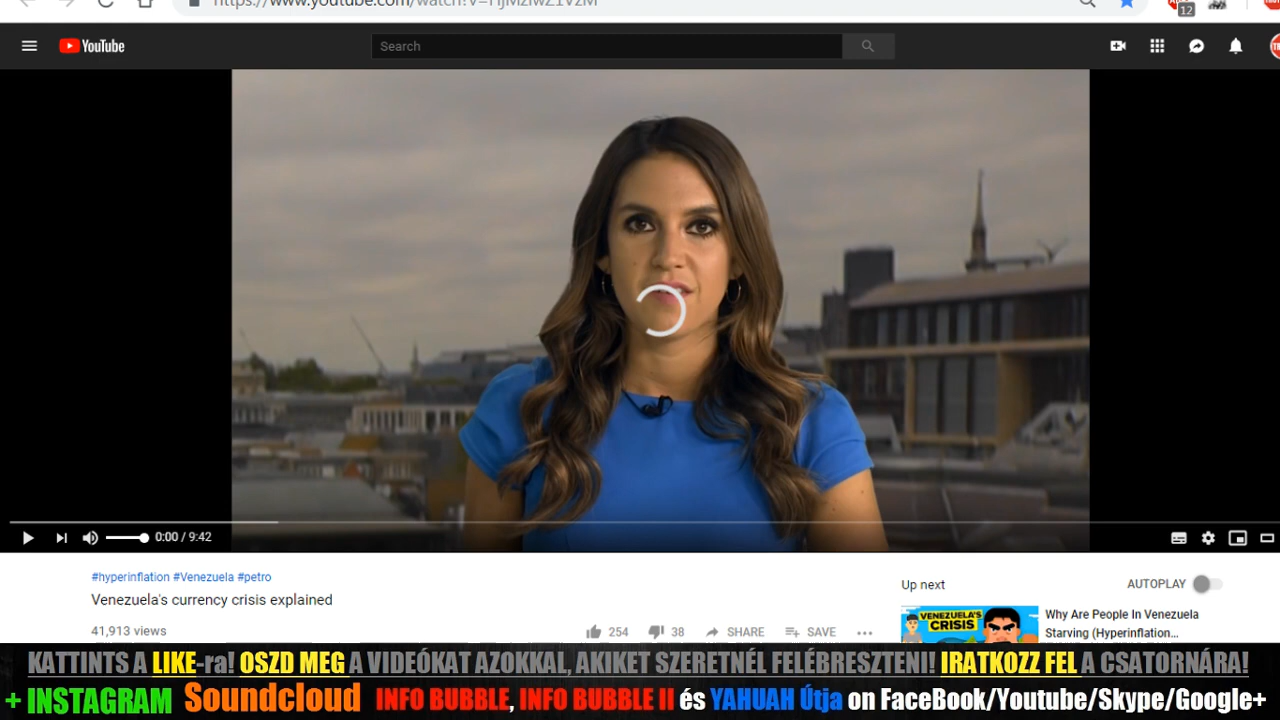 12
YouTube
Search
0:00 / 9:42
#hyperinflation #Venezuela #petro
Venezuela's currency crisis explained
41,913 views
254
38
SHARE
SAVE
Up next
AUTOPLAY
VENEZUELA'S
CRISIS
Why Are People In Venezuela
Starving (Hyperinflation...
KATTINTS A LIKE-ra! OSZD MEG A VIDEÓKAT AZOKKAL, AKIKET SZERETNÉL FELÉBRESZTENI! IRATKOZZ FEL A CSATORNÁRA!
+ INSTAGRAM Soundcloud INFO BUBBLE, INFO BUBBLE II és YAHUAH Útja on FaceBook/Youtube/Skype/Google+